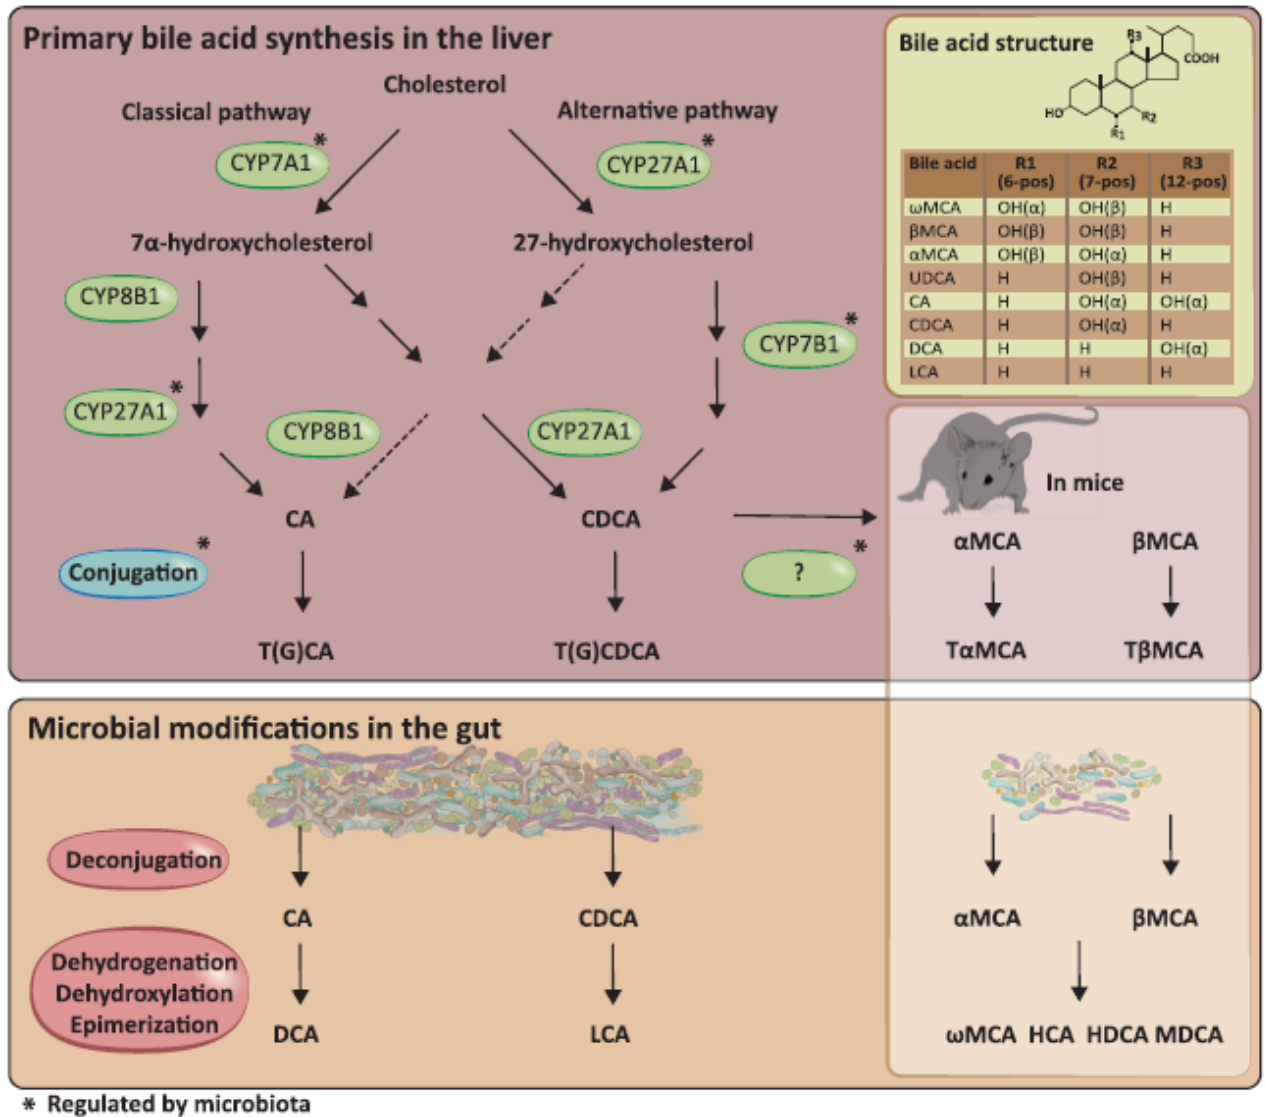 Primary bile acid synthesis in the liver
Cholesterol
Classical pathway
Alternative pathway
CYP7A1 *
CYP27A1 *
7α-hydroxycholesterol
27-hydroxycholesterol
CYP8B1
CYP7B1 *
CYP27A1 *
CYP8B1
CYP27A1
CA
CDCA
Conjugation *
? *
T(G)CA
T(G)CDCA
Bile acid structure
R3
COOH
HO
R2
R1
Bile acid R1 R2 R3
(6-pos) (7-pos) (12-pos)
ωMCA OH(α) OH(β) H
βMCA OH(β) OH(β) H
αMCA OH(β) OH(α) H
UDCA H OH(β) H
CA H OH(α) OH(α)
CDCA H OH(α) H
DCA H H OH(α)
LCA H H H
In mice
αMCA βMCA
TαMCA TβMCA
Microbial modifications in the gut
Deconjugation
CA
CDCA
αMCA
βMCA
Dehydrogenation
Dehydroxylation
Epimerization
DCA
LCA
ωMCA HCA HDCA MDCA
* Regulated by microbiota